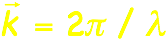 k⃗ = 2π / λ